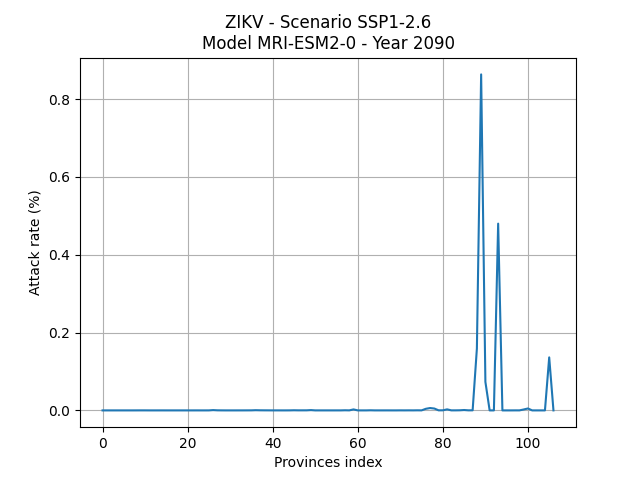 ZIKV - Scenario SSP1-2.6
Model MRI-ESM2-0 - Year 2090
Attack rate (%)
0.8
0.6
0.4
0.2
0.0
0 20 40 60 80 100
Provinces index